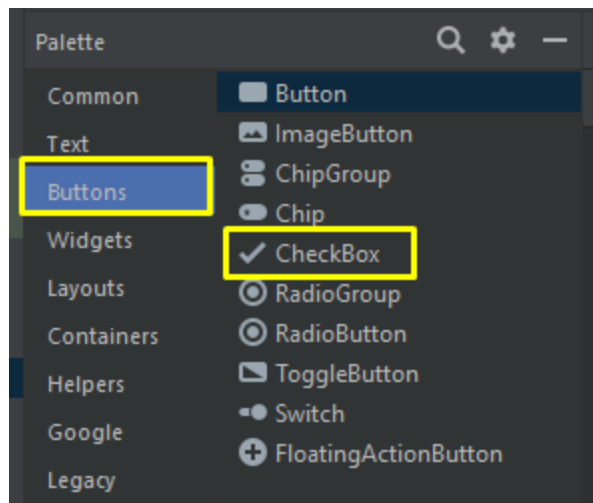 Palette
Common
Text
Buttons
Widgets
Layouts
Containers
Helpers
Google
Legacy
Button
ImageButton
ChipGroup
Chip
CheckBox
RadioGroup
RadioButton
ToggleButton
Switch
FloatingActionButton